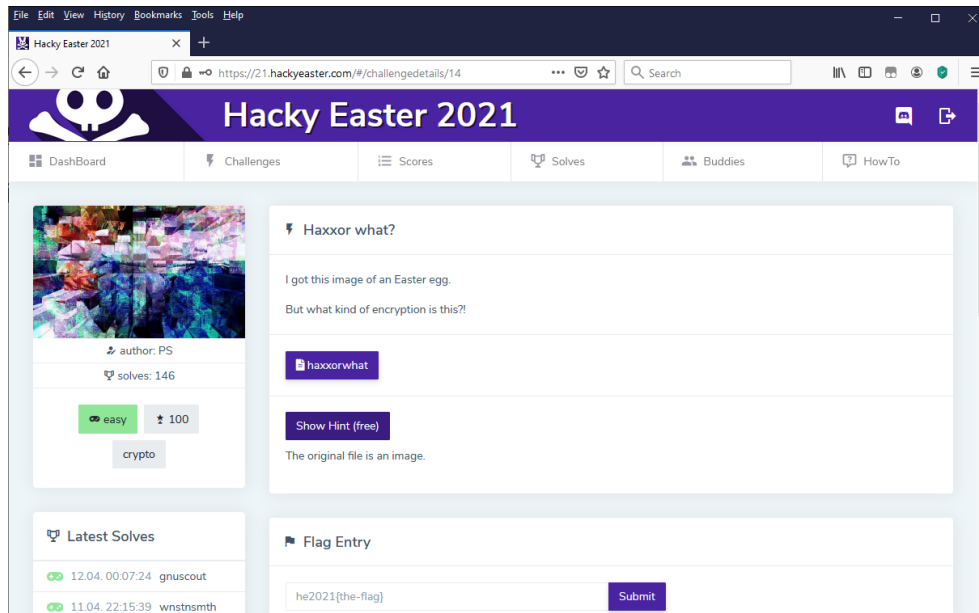 File Edit View History Bookmarks Tools Help
Hacky Easter 2021
https://21.hackyeaster.com/#/challengedetails/14
Search
Hacky Easter 2021
DashBoard Challenges Scores Solves Buddies HowTo
Haxxor what?
I got this image of an Easter egg.
But what kind of encryption is this?!
author: PS
solves: 146
haxxorwhat
easy 100
crypto
Show Hint (free)
The original file is an image.
Latest Solves
12.04. 00:07:24 gnuscout
11.04. 22:15:39 wnstnsmth
Flag Entry
he2021{the-flag}
Submit